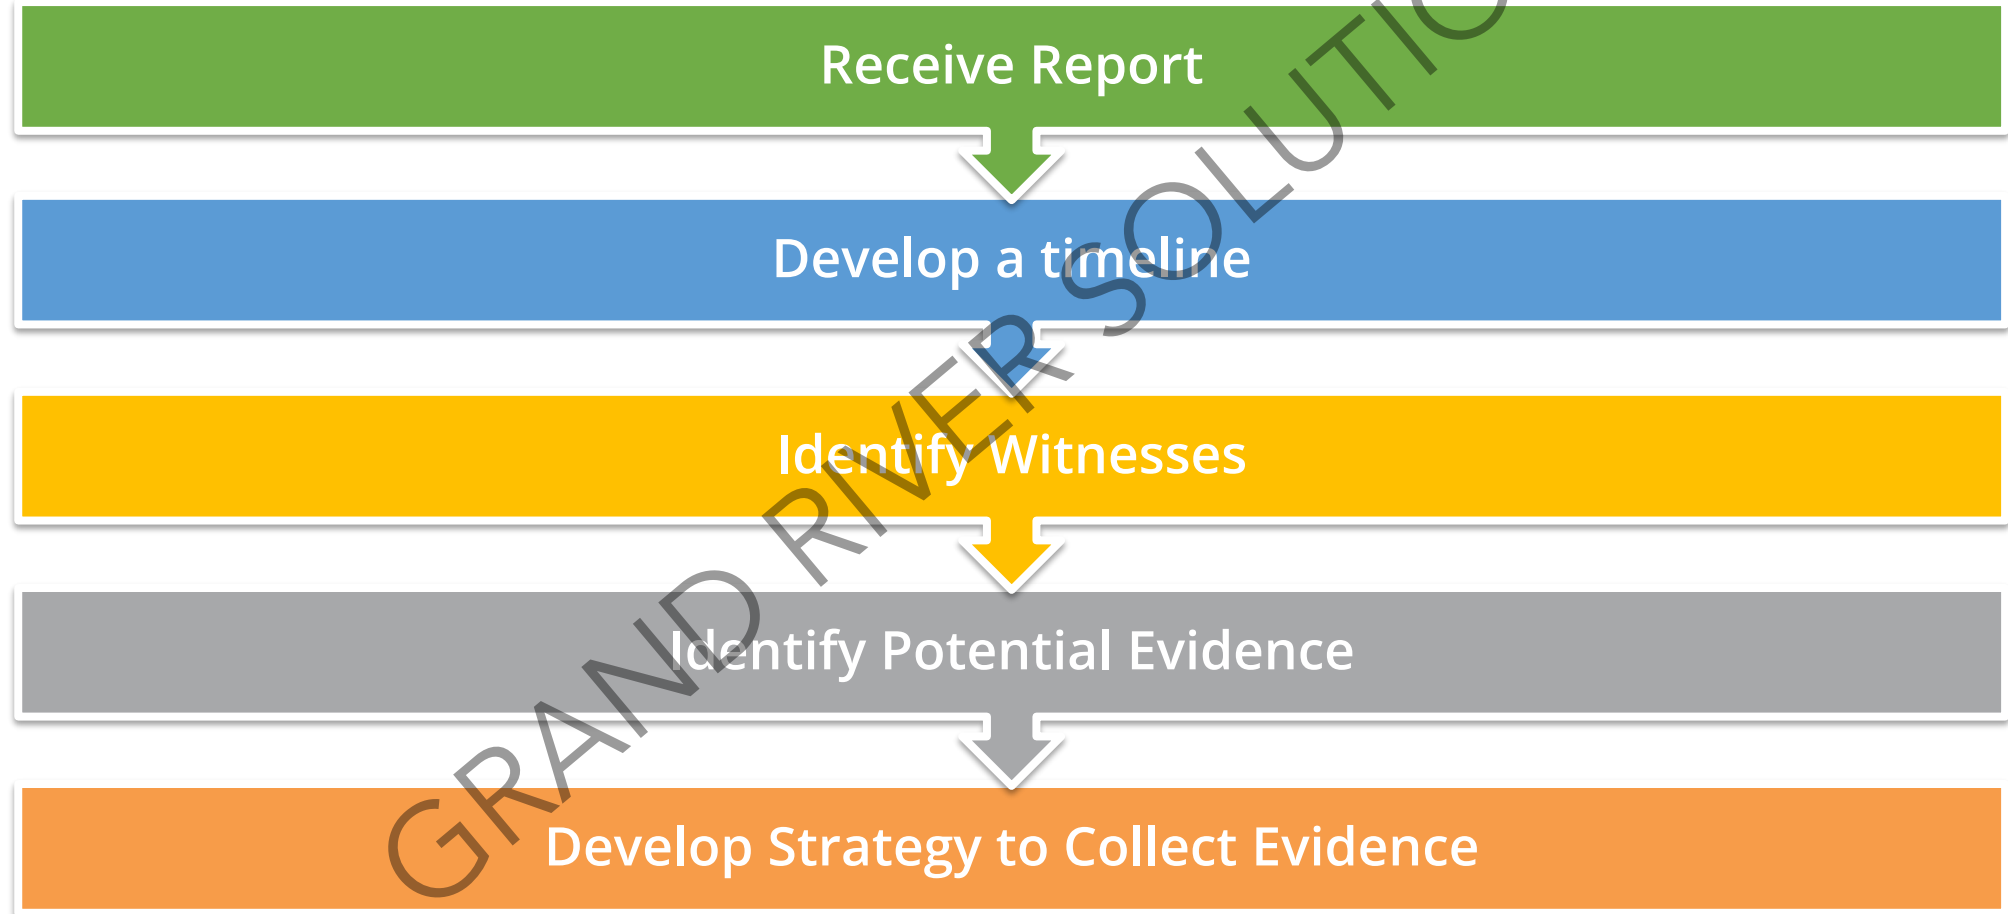 Receive Report
Develop a timeline
Identify Witnesses
Identify Potential Evidence
Develop Strategy to Collect Evidence
GRAND RIVER SOLUTIO